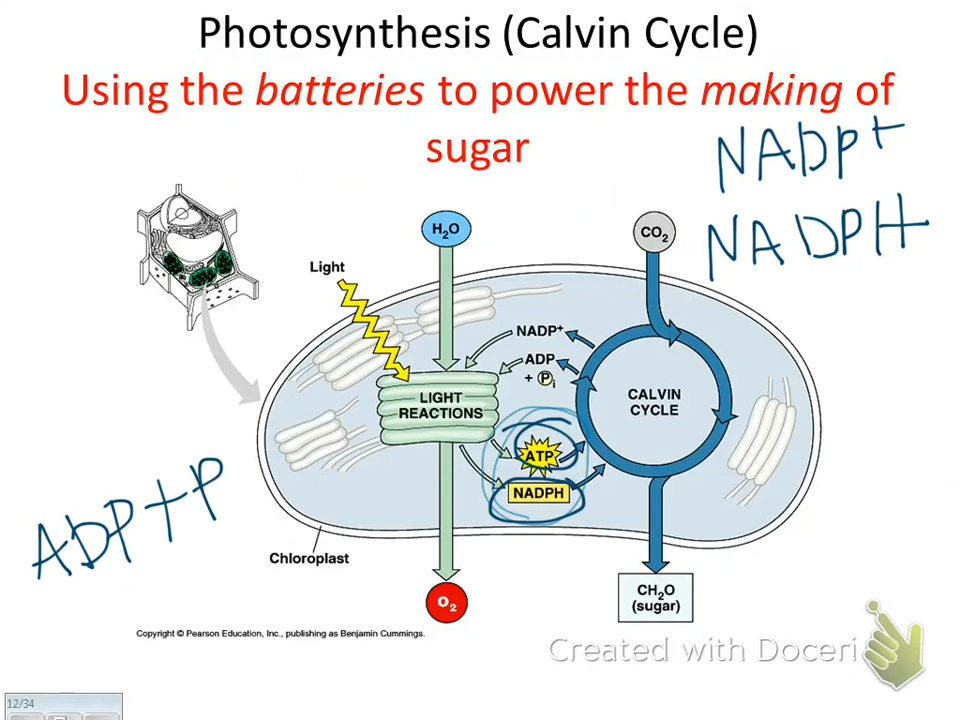 Photosynthesis (Calvin Cycle)
Using the batteries to power the making of
sugar
NADP+
NADPH
H₂O
CO₂
Light
NADP⁺
ADP
+ Pᵢ
LIGHT
REACTIONS
CALVIN
CYCLE
ATP
NADPH
ADP+P
Chloroplast
O₂
CH₂O
(sugar)
Copyright © Pearson Education, Inc., publishing as Benjamin Cummings.
Created with Doceri
12/34